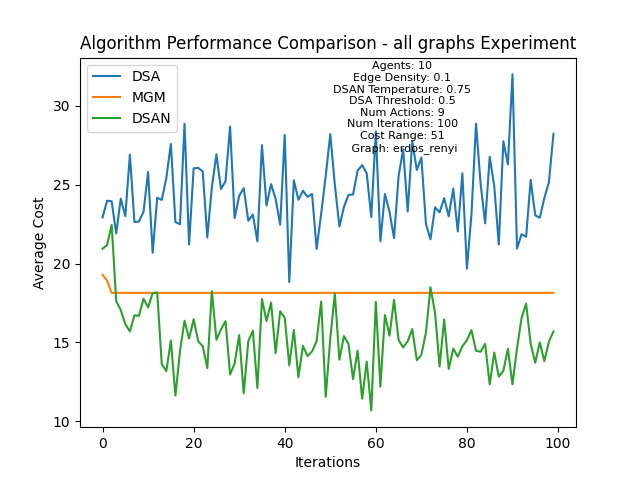 Algorithm Performance Comparison - all graphs Experiment
DSA
MGM
DSAN
Agents: 10
Edge Density: 0.1
DSAN Temperature: 0.75
DSA Threshold: 0.5
Num Actions: 9
Num Iterations: 100
Cost Range: 51
Graph: erdos_renyi
Average Cost
30
25
20
15
10
0
20
40
60
80
100
Iterations